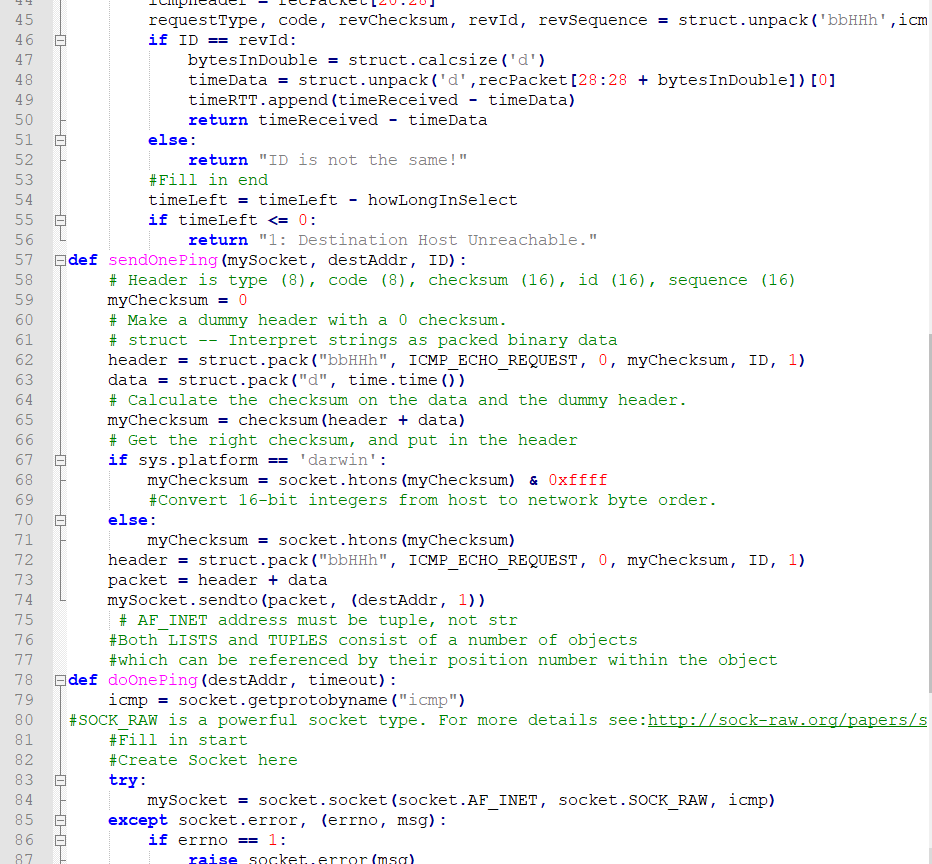 44 icmpheader = recPacket[20:28]
45 requestType, code, revChecksum, revId, revSequence = struct.unpack('bbHHh',icm
46 if ID == revId:
47 bytesInDouble = struct.calcsize('d')
48 timeData = struct.unpack('d',recPacket[28:28 + bytesInDouble])[0]
49 timeRTT.append(timeReceived - timeData)
50 return timeReceived - timeData
51 else:
52 return "ID is not the same!"
53 #Fill in end
54 timeLeft = timeLeft - howLongInSelect
55 if timeLeft <= 0:
56 return "1: Destination Host Unreachable."
57 def sendOnePing(mySocket, destAddr, ID):
58 # Header is type (8), code (8), checksum (16), id (16), sequence (16)
59 myChecksum = 0
60 # Make a dummy header with a 0 checksum.
61 # struct -- Interpret strings as packed binary data
62 header = struct.pack("bbHHh", ICMP_ECHO_REQUEST, 0, myChecksum, ID, 1)
63 data = struct.pack("d", time.time())
64 # Calculate the checksum on the data and the dummy header.
65 myChecksum = checksum(header + data)
66 # Get the right checksum, and put in the header
67 if sys.platform == 'darwin':
68 myChecksum = socket.htons(myChecksum) & 0xffff
69 #Convert 16-bit integers from host to network byte order.
70 else:
71 myChecksum = socket.htons(myChecksum)
72 header = struct.pack("bbHHh", ICMP_ECHO_REQUEST, 0, myChecksum, ID, 1)
73 packet = header + data
74 mySocket.sendto(packet, (destAddr, 1))
75 # AF_INET address must be tuple, not str
76 #Both LISTS and TUPLES consist of a number of objects
77 #which can be referenced by their position number within the object
78 def doOnePing(destAddr, timeout):
79 icmp = socket.getprotobyname("icmp")
80 #SOCK_RAW is a powerful socket type. For more details see:http://sock-raw.org/papers/s
81 #Fill in start
82 #Create Socket here
83 try:
84 mySocket = socket.socket(socket.AF_INET, socket.SOCK_RAW, icmp)
85 except socket.error, (errno, msg):
86 if errno == 1:
87 raise socket.error(msg)